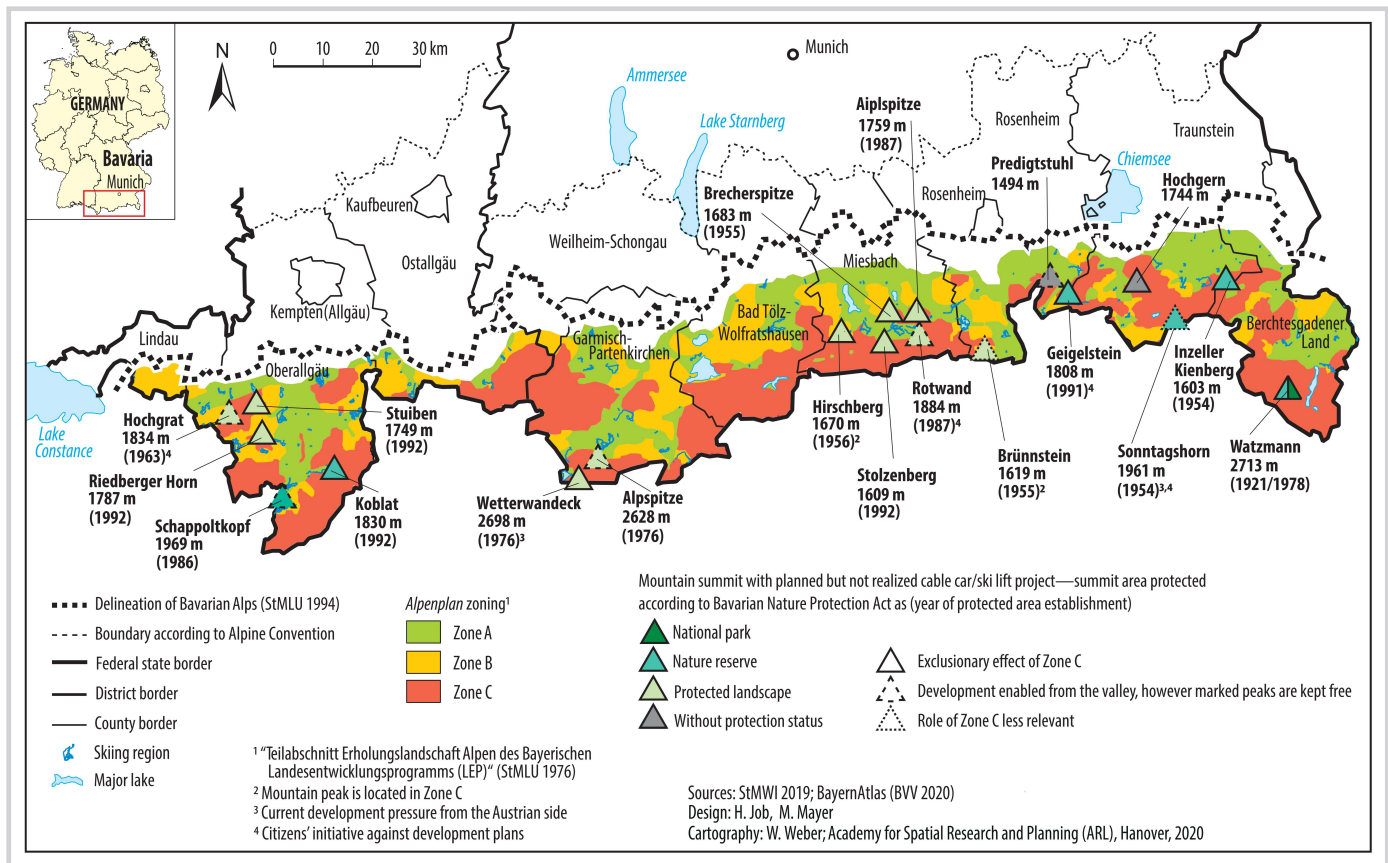 GERMANY
Bavaria
Munich
N
0 10 20 30 km
Munich
Ammersee
Lake Starnberg
Chiemsee
Lake
Constance
Lindau
Kempten(Allgäu)
Kaufbeuren
Ostallgäu
Oberallgäu
Weilheim-Schongau
Garmisch-
Partenkirchen
Bad Tölz-
Wolfratshausen
Miesbach
Rosenheim
Rosenheim
Traunstein
Berchtesgadener
Land
Aiplspitze
1759 m
(1987)
Brecherspitze
1683 m
(1955)
Predigtstuhl
1494 m
Hochgern
1744 m
Hochgrat
1834 m
(1963)⁴
Stuiben
1749 m
(1992)
Riedberger Horn
1787 m
(1992)
Schappoltkopf
1969 m
(1986)
Koblat
1830 m
(1992)
Wetterwandeck
2698 m
(1976)³
Alpspitze
2628 m
(1976)
Hirschberg
1670 m
(1956)²
Stolzenberg
1609 m
(1992)
Rotwand
1884 m
(1987)⁴
Brünnstein
1619 m
(1955)²
Geigelstein
1808 m
(1991)⁴
Sonntagshorn
1961 m
(1954)³,⁴
Inzeller
Kienberg
1603 m
(1954)
Watzmann
2713 m
(1921/1978)
Delineation of Bavarian Alps (StMLU 1994)
Boundary according to Alpine Convention
Federal state border
District border
County border
Skiing region
Major lake
Alpenplan zoning¹
Zone A
Zone B
Zone C
¹ “Teilabschnitt Erholungslandschaft Alpen des Bayerischen
Landesentwicklungsprogramms (LEP)“ (StMLU 1976)
² Mountain peak is located in Zone C
³ Current development pressure from the Austrian side
⁴ Citizens’ initiative against development plans
Mountain summit with planned but not realized cable car/ski lift project—summit area protected
according to Bavarian Nature Protection Act as (year of protected area establishment)
National park
Nature reserve
Protected landscape
Without protection status
Exclusionary effect of Zone C
Development enabled from the valley, however marked peaks are kept free
Role of Zone C less relevant
Sources: StMWI 2019; BayernAtlas (BVV 2020)
Design: H. Job, M. Mayer
Cartography: W. Weber; Academy for Spatial Research and Planning (ARL), Hanover, 2020